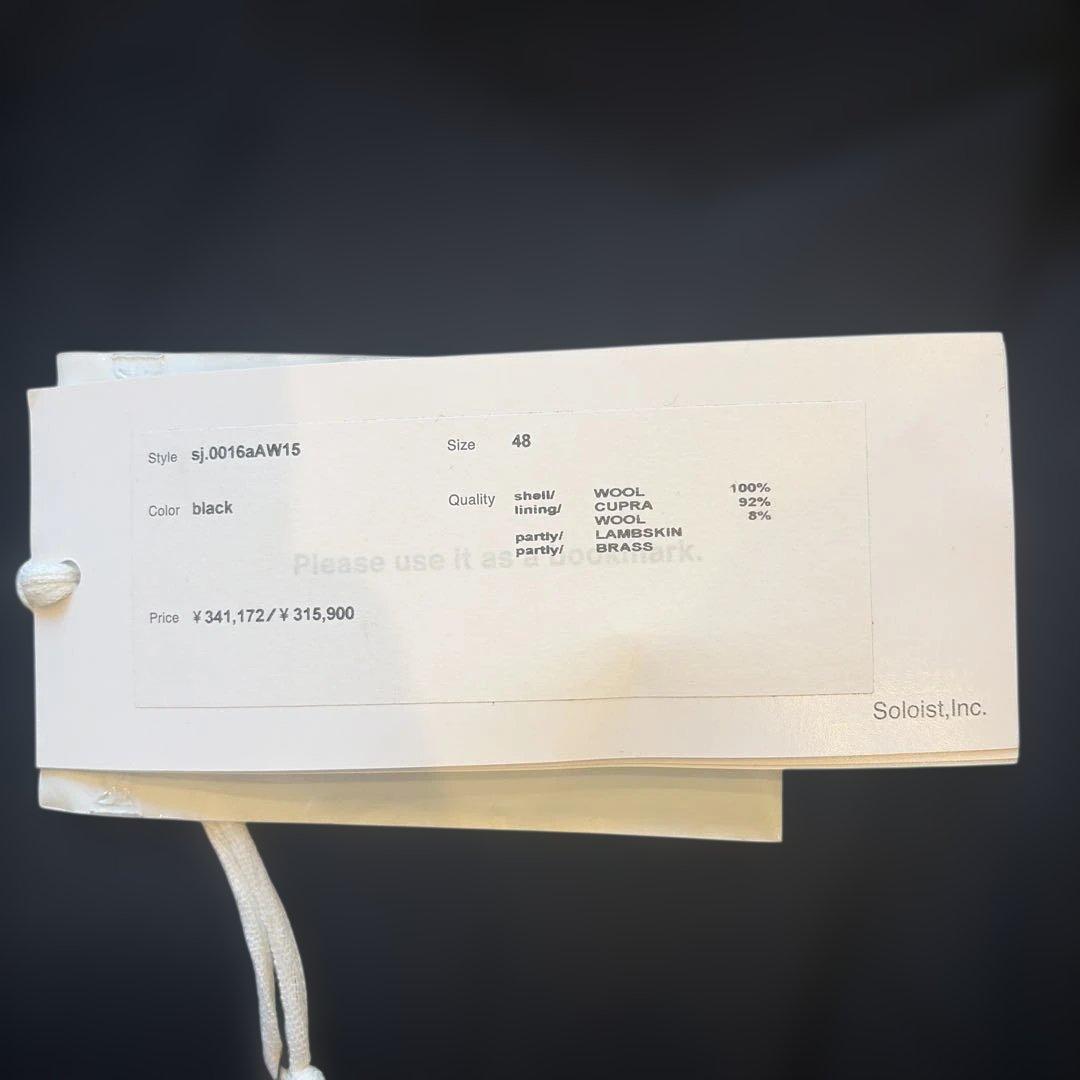 Style sj.0016aAW15
Size 48
Color black
Quality shell/ WOOL 100%
lining/ CUPRA 92%
WOOL 8%
partly/ LAMBSKIN
partly/ BRASS
Please use it as a bookmark.
Price ¥341,172/¥315,900
Soloist,Inc.